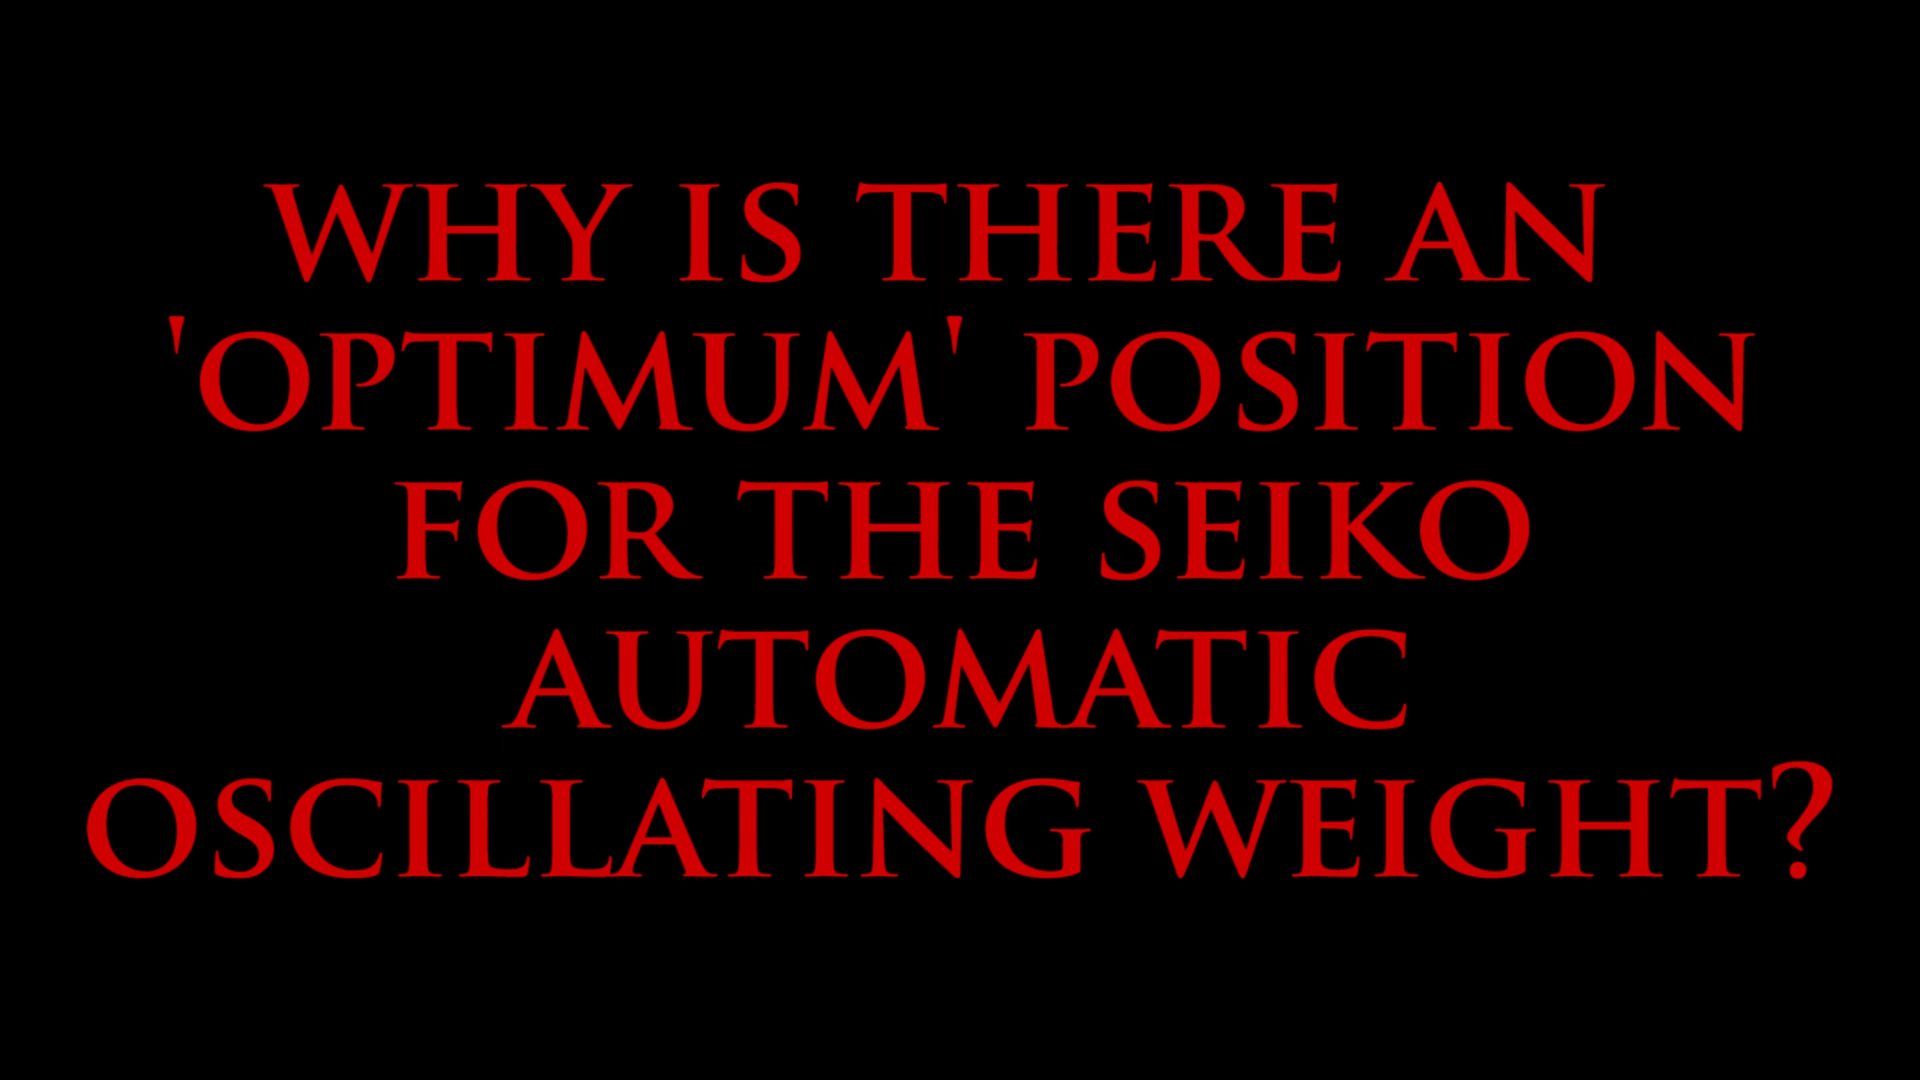 WHY IS THERE AN
'OPTIMUM' POSITION
FOR THE SEIKO
AUTOMATIC
OSCILLATING WEIGHT?